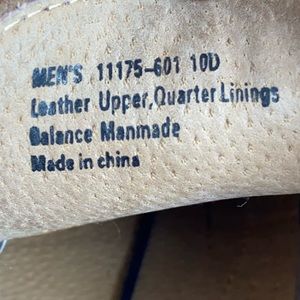 MEN'S 11175-601 10D
Leather Upper,Quarter Linings
Balance Manmade
Made in china